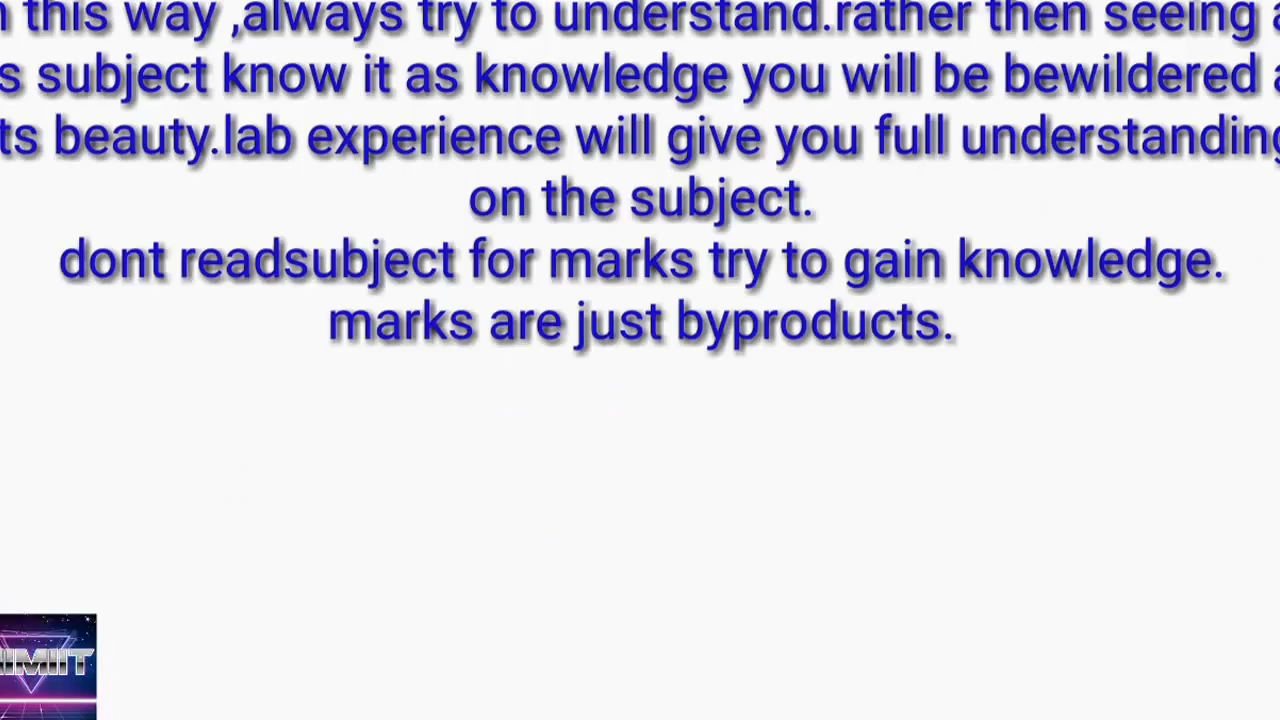 this way ,always try to understand.rather then seeing
s subject know it as knowledge you will be bewildered
ts beauty.lab experience will give you full understanding
on the subject.
dont readsubject for marks try to gain knowledge.
marks are just byproducts.